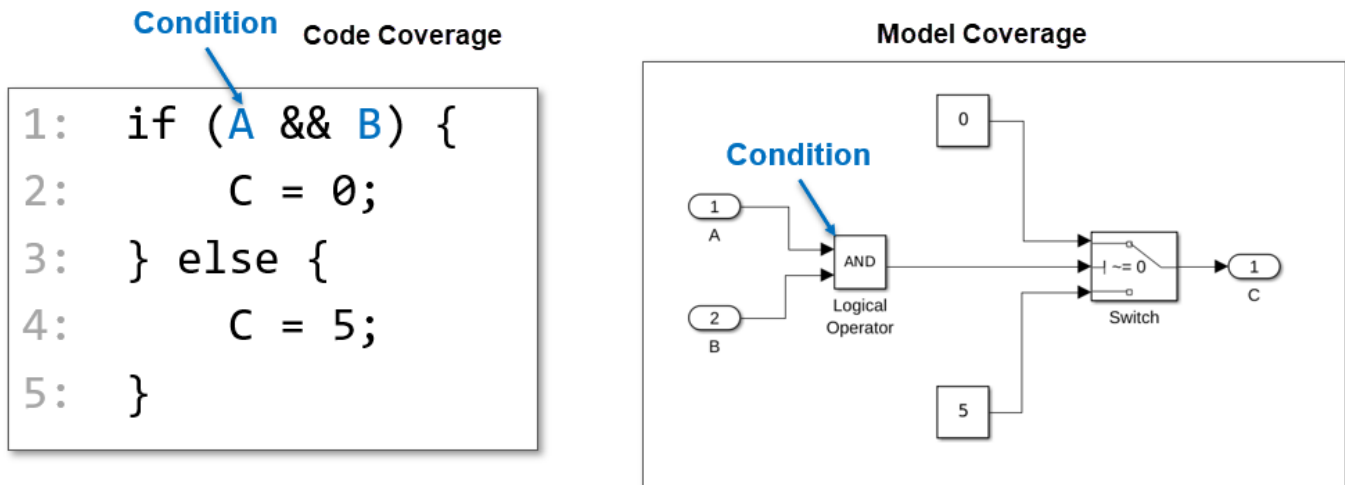 Condition
Code Coverage
1: if (A && B) {
2: C = 0;
3: } else {
4: C = 5;
5: }
Model Coverage
0
Condition
1
A
AND
2
B
Logical
Operator
~= 0
Switch
1
C
5